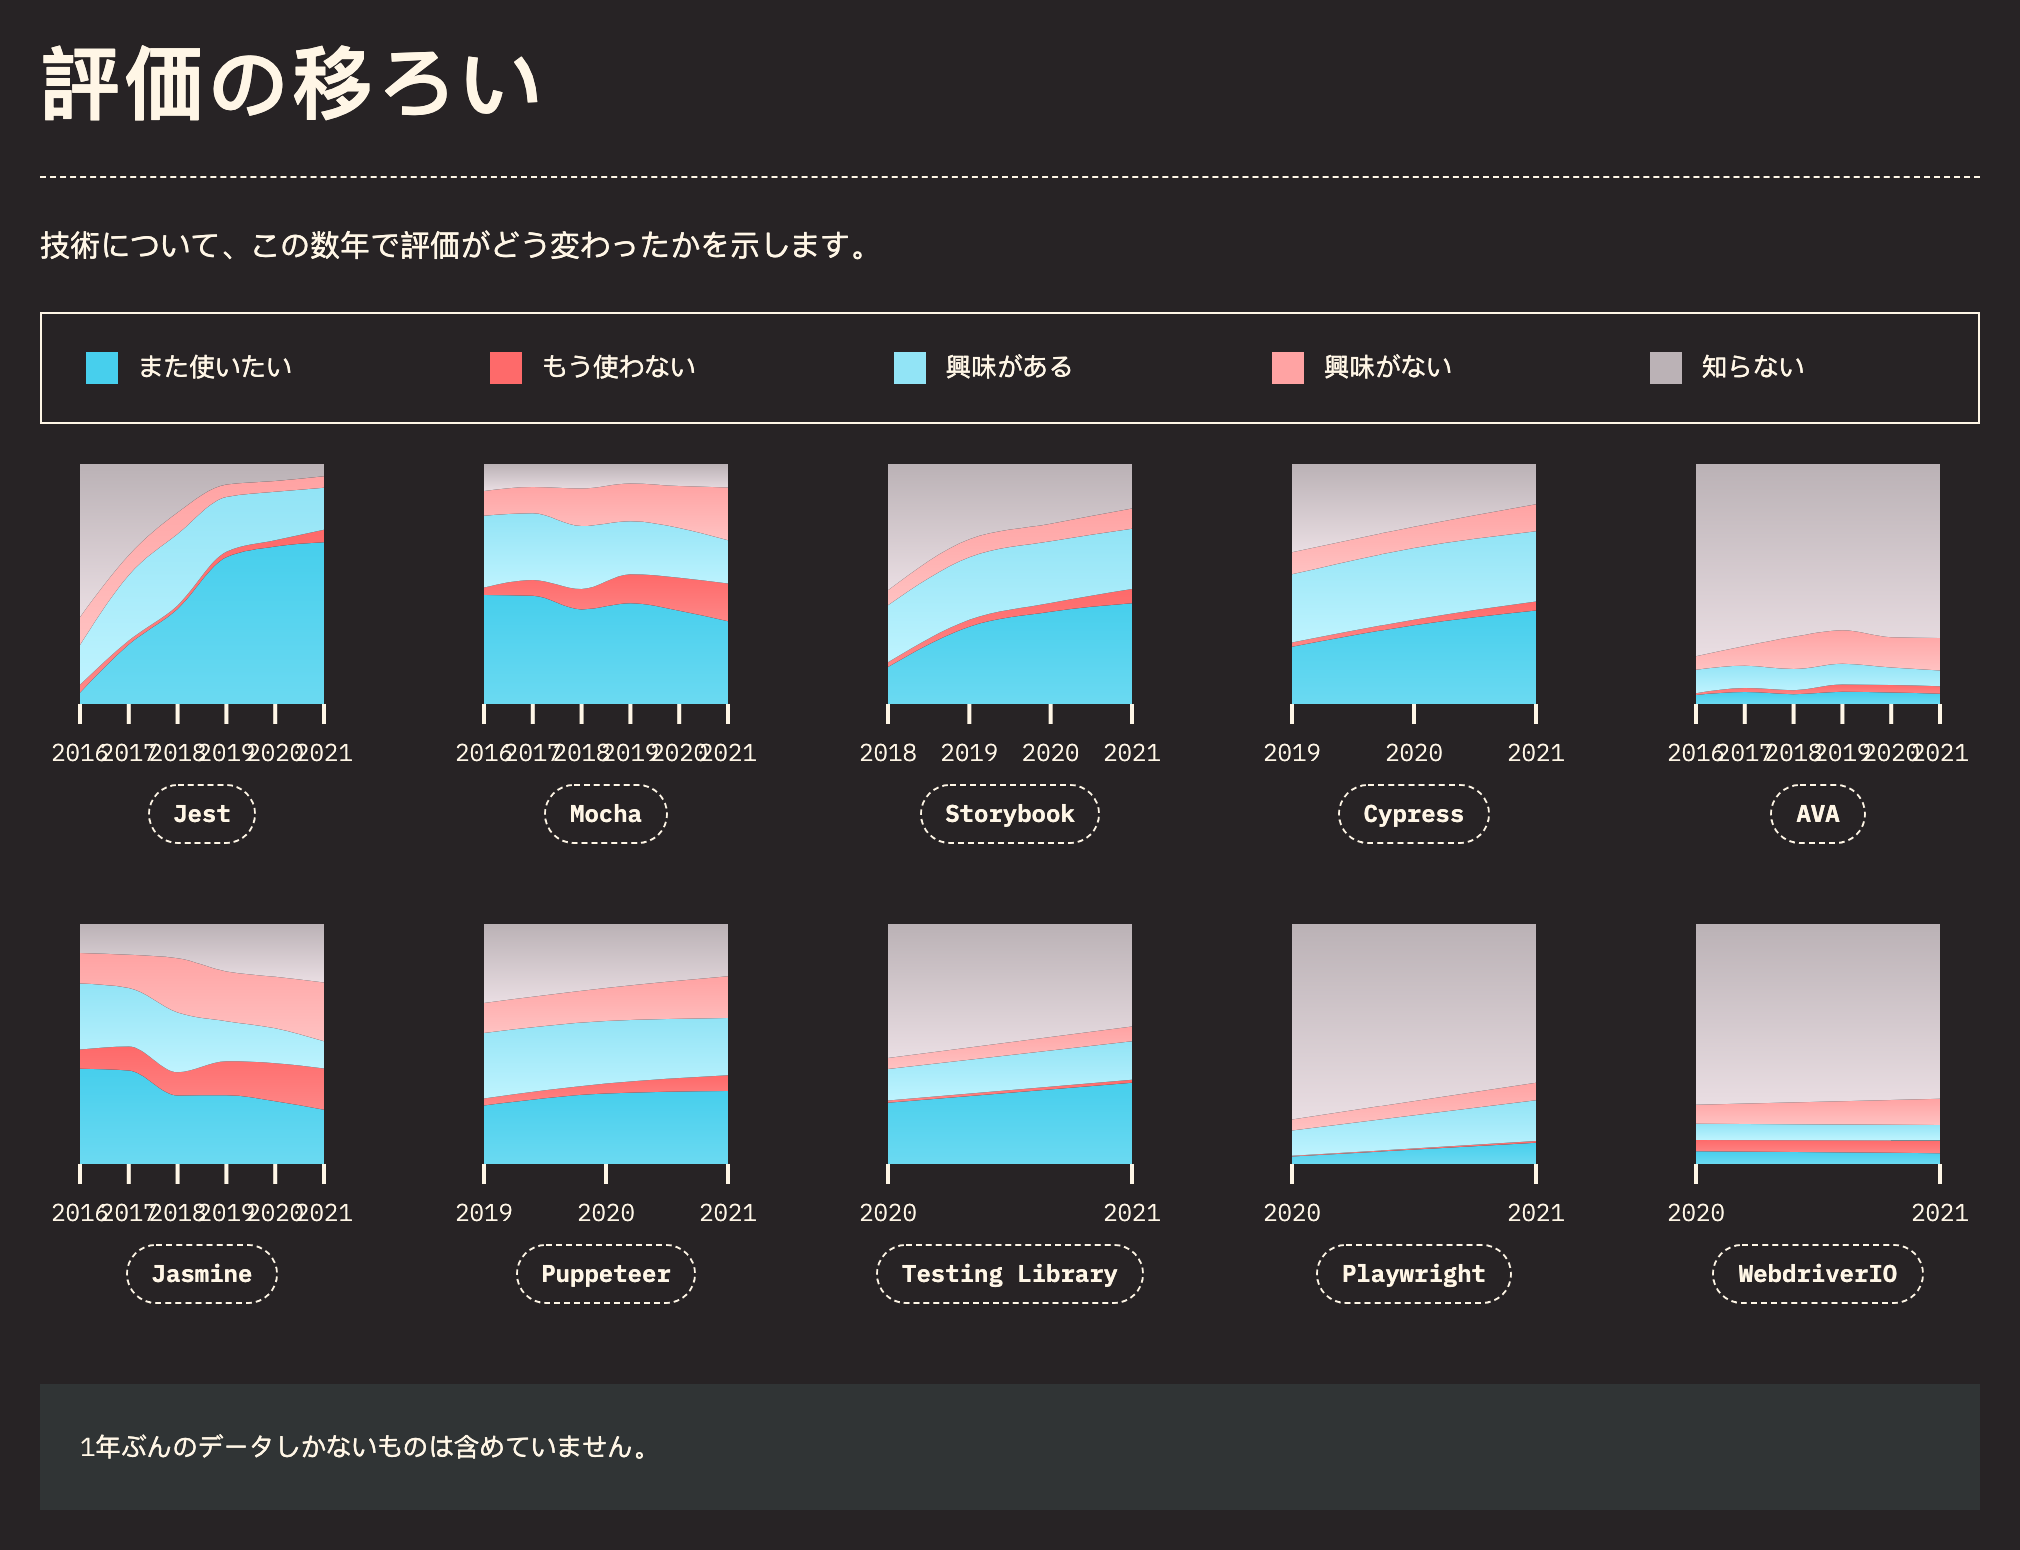 評価の移ろい
技術について、この数年で評価がどう変わったかを示します。
また使いたい もう使わない 興味がある 興味がない 知らない
2016 2017 2018 2019 2020 2021 2016 2017 2018 2019 2020 2021 2018 2019 2020 2021 2019 2020 2021 2016 2017 2018 2019 2020 2021
Jest Mocha Storybook Cypress AVA
2016 2017 2018 2019 2020 2021 2019 2020 2021 2020 2021 2020 2021 2020 2021
Jasmine Puppeteer Testing Library Playwright WebdriverIO
1年ぶんのデータしかないものは含めていません。